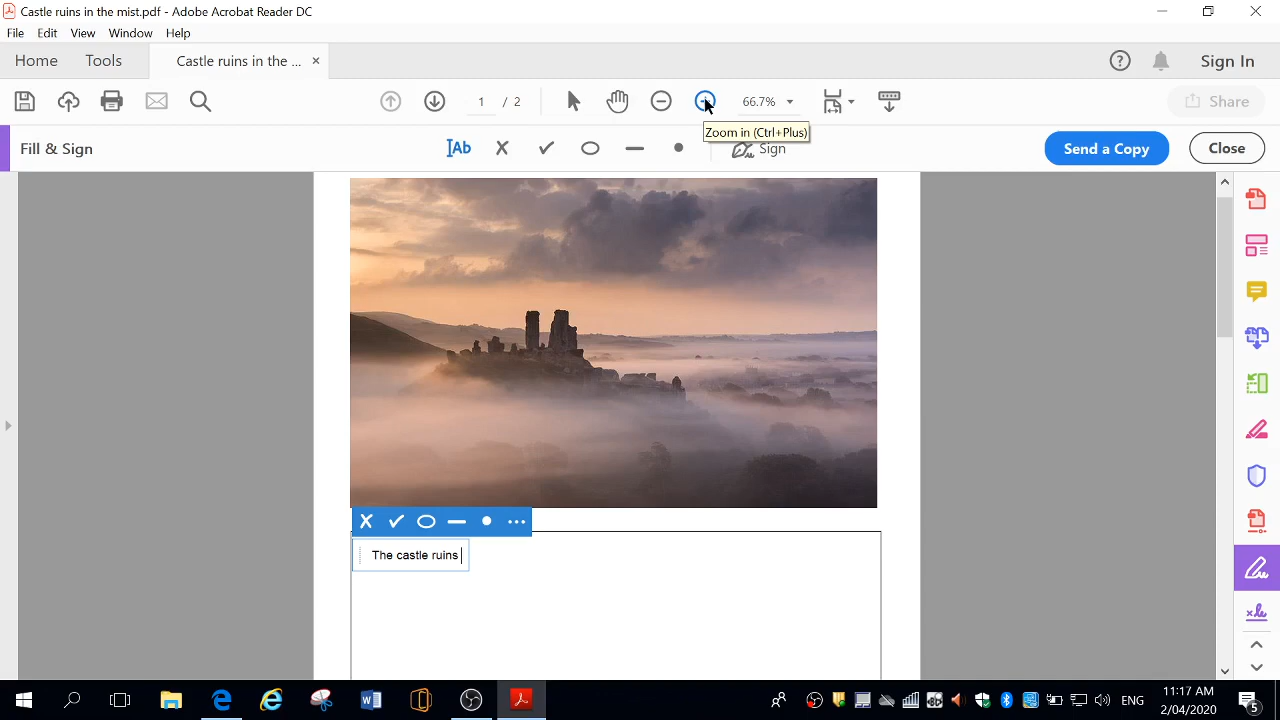 Castle ruins in the mist.pdf - Adobe Acrobat Reader DC
File Edit View Window Help
Home Tools Castle ruins in the ... × Sign In
1 / 2 66.7% Share
Zoom in (Ctrl+Plus)
Fill & Sign Ab Sign Send a Copy Close
The castle ruins
ENG 11:17 AM
2/04/2020 5